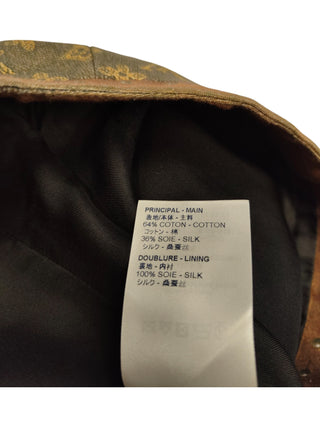 PRINCIPAL - MAIN
表地/本体 - 主料
64% COTON - COTTON
コットン - 棉
36% SOIE - SILK
シルク - 桑蚕丝
DOUBLURE - LINING
裏地 - 内衬
100% SOIE - SILK
シルク - 桑蚕丝